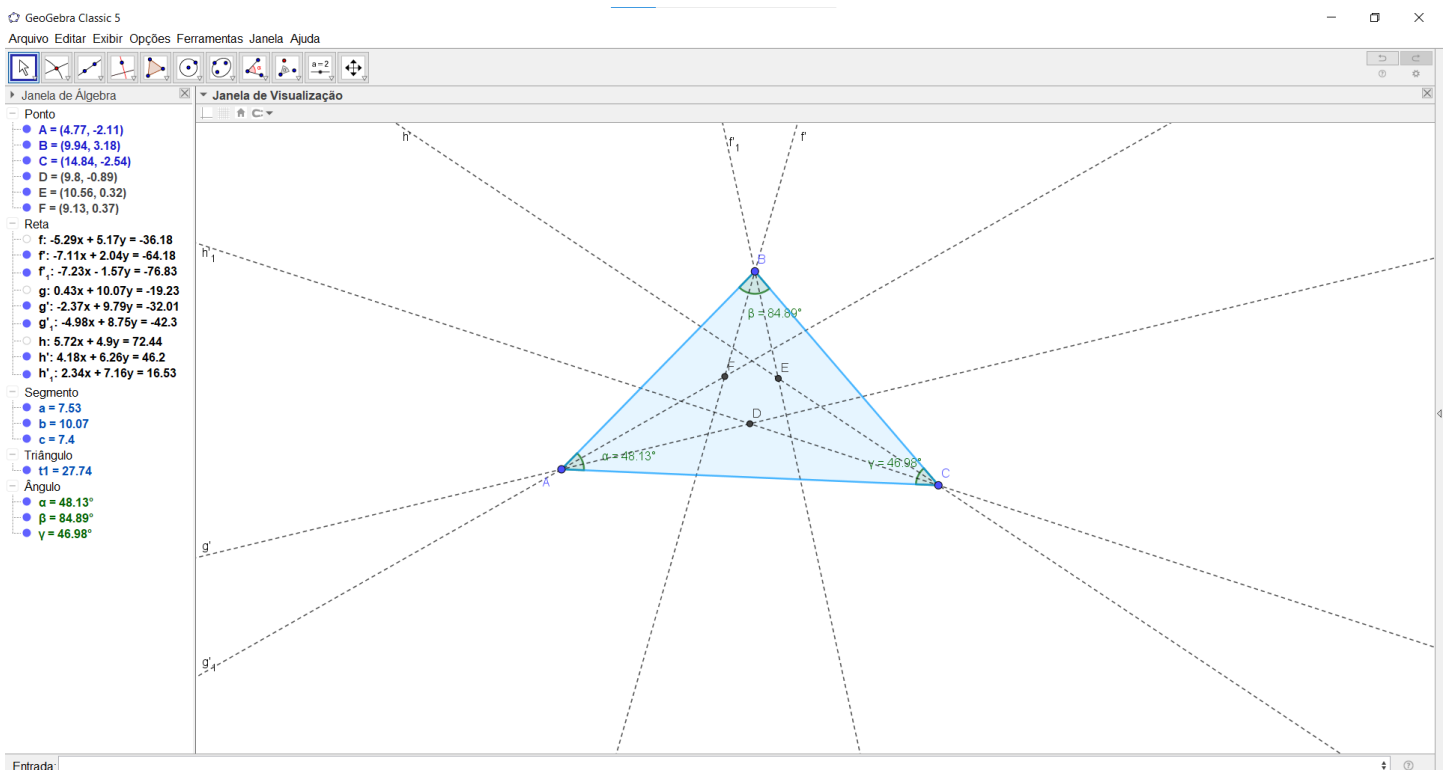 GeoGebra Classic 5
Arquivo Editar Exibir Opções Ferramentas Janela Ajuda
a=2
Janela de Álgebra
Janela de Visualização
Ponto
A = (4.77, -2.11)
B = (9.94, 3.18)
C = (14.84, -2.54)
D = (9.8, -0.89)
E = (10.56, 0.32)
F = (9.13, 0.37)
Reta
f: -5.29x + 5.17y = -36.18
f': -7.11x + 2.04y = -64.18
f'₁: -7.23x - 1.57y = -76.83
g: 0.43x + 10.07y = -19.23
g': -2.37x + 9.79y = -32.01
g'₁: -4.98x + 8.75y = -42.3
h: 5.72x + 4.9y = 72.44
h': 4.18x + 6.26y = 46.2
h'₁: 2.34x + 7.16y = 16.53
Segmento
a = 7.53
b = 10.07
c = 7.4
Triângulo
t1 = 27.74
Ângulo
α = 48.13°
β = 84.89°
γ = 46.98°
h'
f'₁
f'
h'₁
B
β = 84.89°
F
E
D
α = 48.13°
γ = 46.98°
A
C
g'
g'₁
Entrada: